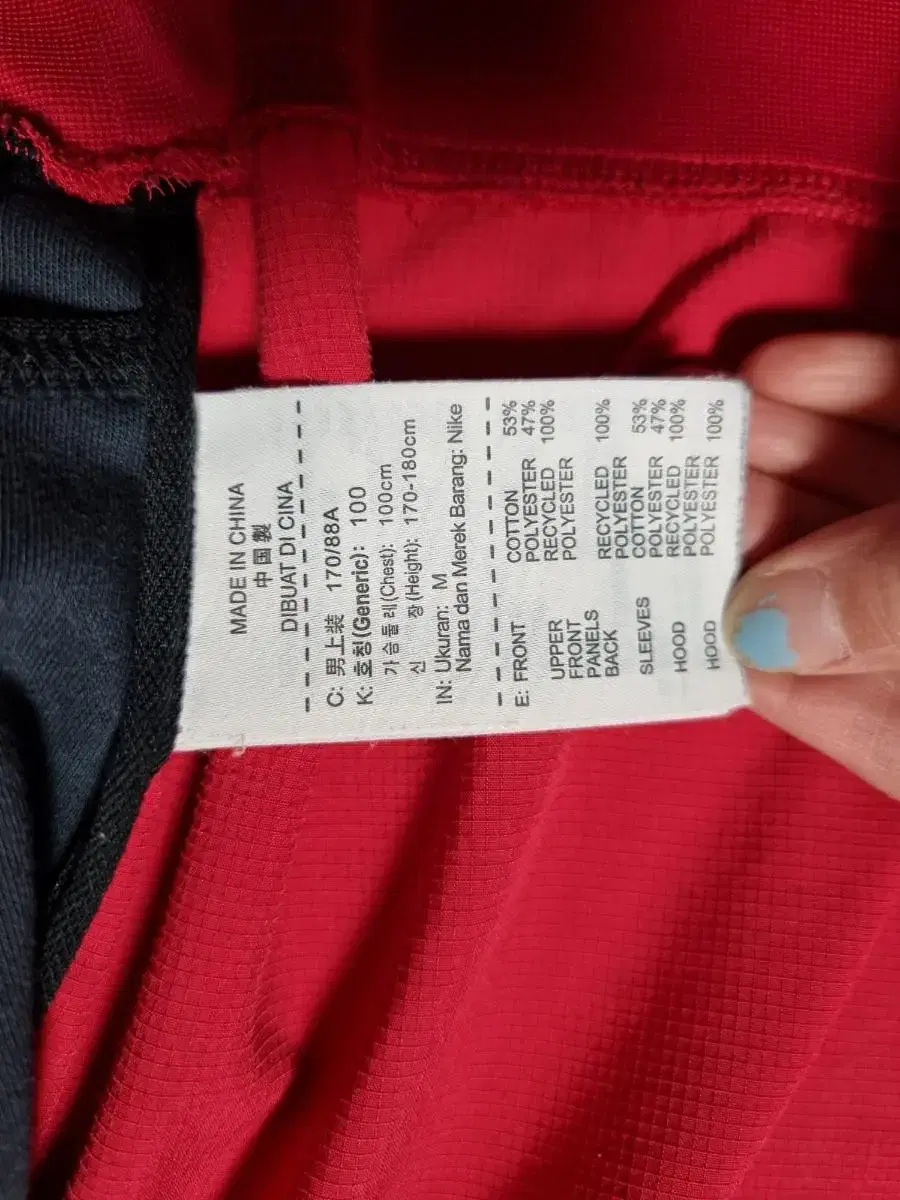 MADE IN CHINA
中国製
DIBUAT DI CINA
C: 男上装 170/88A
K: 호칭(Generic): 100
가슴둘레(Chest): 100cm
신 장(Height): 170-180cm
IN: Ukuran: M
Nama dan Merek Barang: Nike
E: FRONT COTTON 53%
POLYESTER 47%
UPPER RECYCLED 100%
FRONT POLYESTER
PANELS
BACK RECYCLED 100%
POLYESTER
SLEEVES COTTON 53%
POLYESTER 47%
HOOD RECYCLED 100%
POLYESTER
HOOD POLYESTER 100%